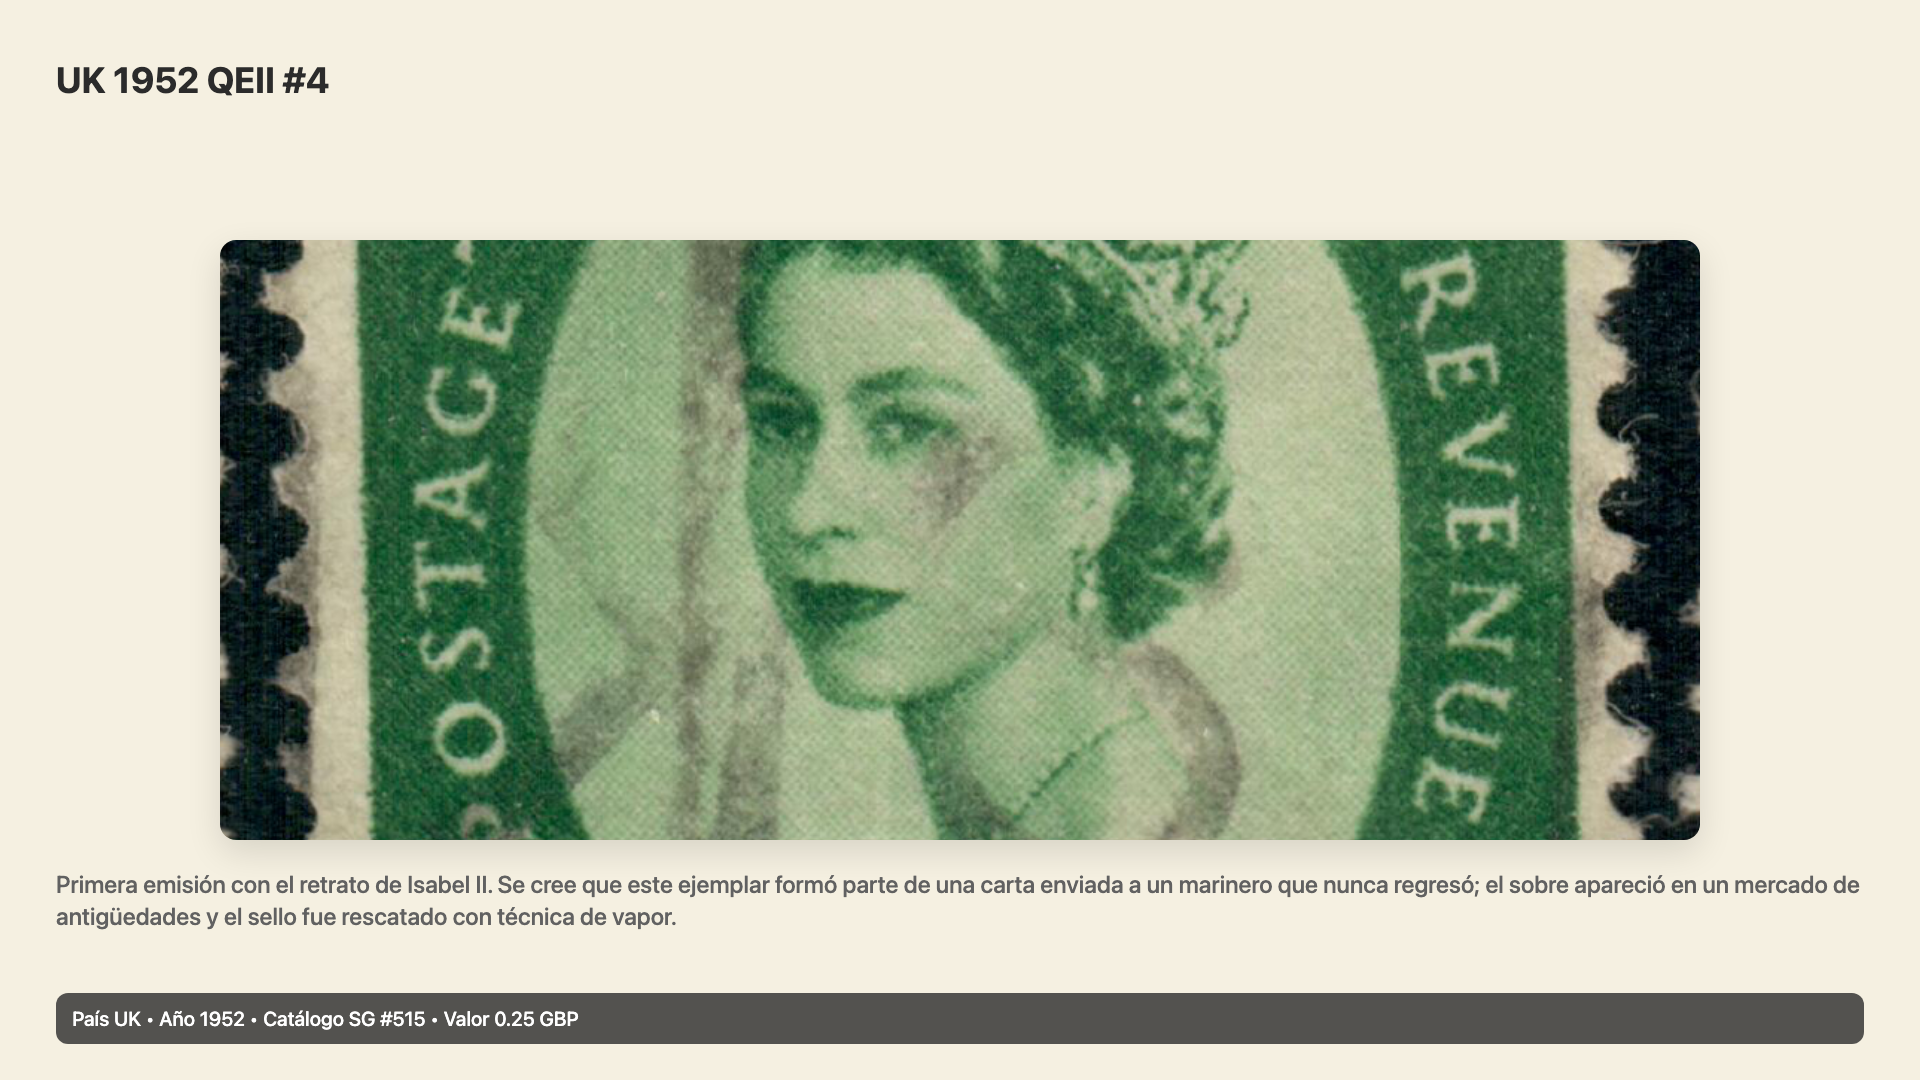 UK 1952 QEII #4
POSTAGE
REVENUE
Primera emisión con el retrato de Isabel II. Se cree que este ejemplar formó parte de una carta enviada a un marinero que nunca regresó; el sobre apareció en un mercado de
antigüedades y el sello fue rescatado con técnica de vapor.
País UK • Año 1952 • Catálogo SG #515 • Valor 0.25 GBP